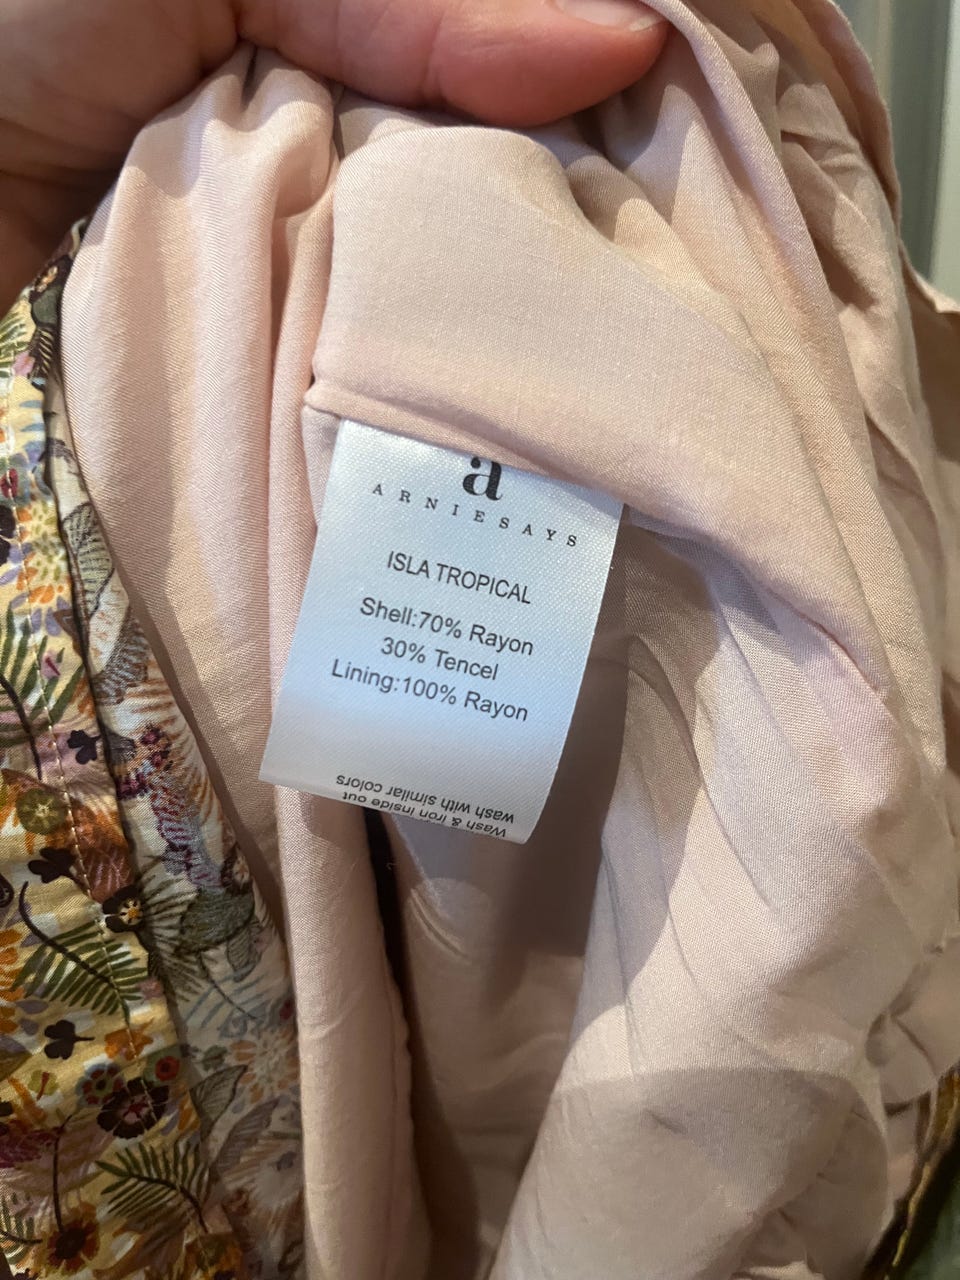 a
ARNIESAYS
ISLA TROPICAL
Shell:70% Rayon
30% Tencel
Lining:100% Rayon
Wash & iron inside out
wash with similar colors